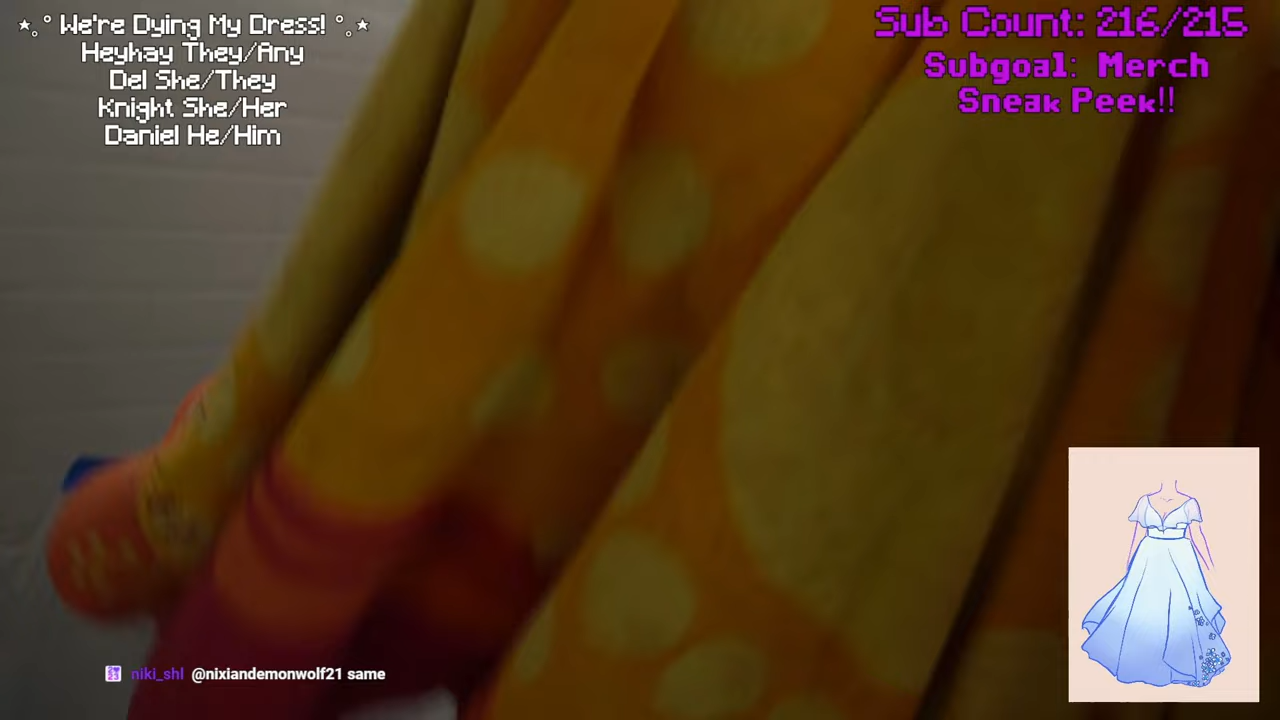 ⋆｡° We're Dying My Dress! °｡⋆
Heykay They/Any
Del She/They
Knight She/Her
Daniel He/Him
Sub Count: 216/215
Subgoal: Merch
Sneak Peek!!
niki_shl @nixiandemonwolf21 same